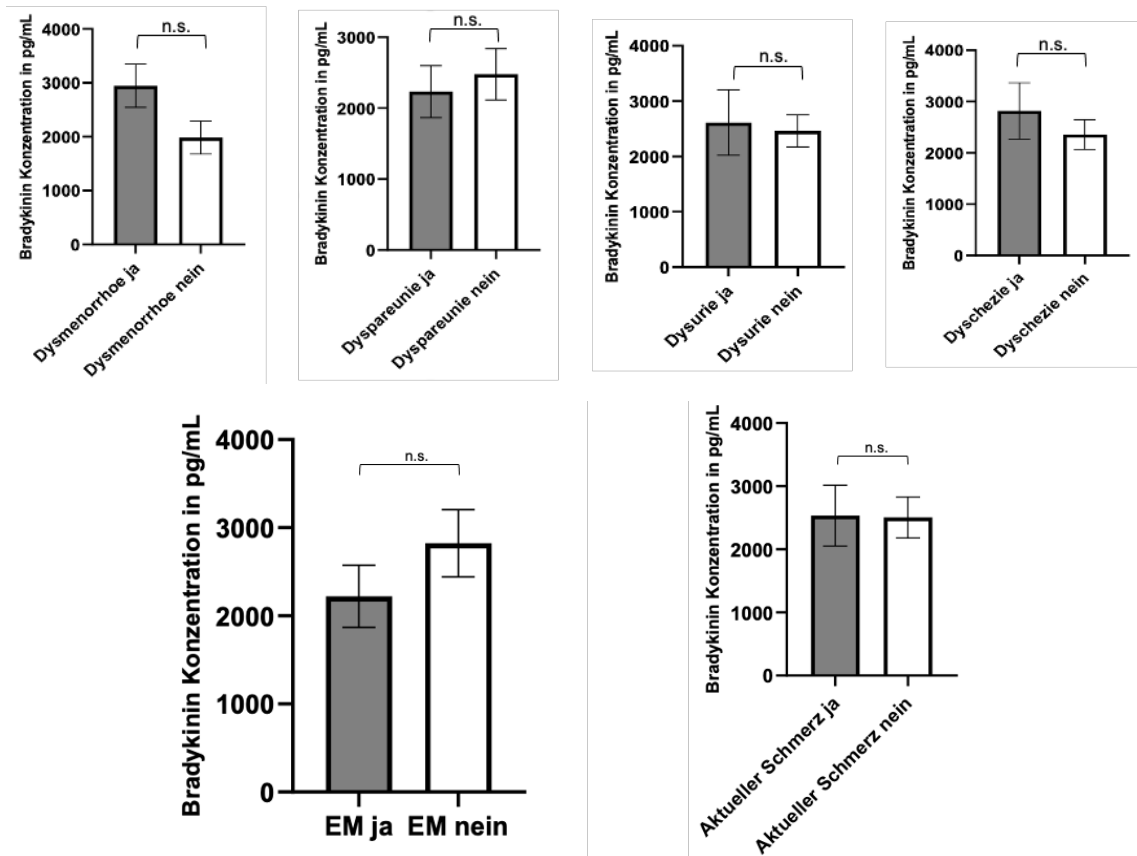 Bradykinin Konzentration in pg/mL
4000
3000
2000
1000
0
n.s.
Dysmenorrhoe ja
Dysmenorrhoe nein
Bradykinin Konzentration in pg/mL
3000
2000
1000
0
n.s.
Dyspareunie ja
Dyspareunie nein
Bradykinin Konzentration in pg/mL
4000
3000
2000
1000
0
n.s.
Dysurie ja
Dysurie nein
Bradykinin Konzentration in pg/mL
4000
3000
2000
1000
0
n.s.
Dyschezie ja
Dyschezie nein
Bradykinin Konzentration in pg/mL
4000
3000
2000
1000
0
n.s.
EM ja
EM nein
Bradykinin Konzentration in pg/mL
4000
3000
2000
1000
0
n.s.
Aktueller Schmerz ja
Aktueller Schmerz nein